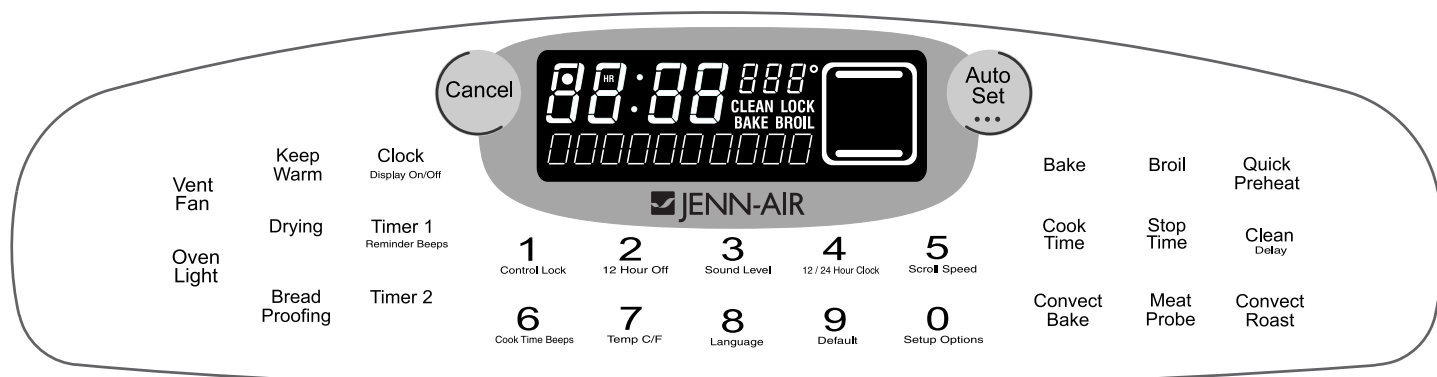 Cancel
88:88
HR
888°
CLEAN LOCK
BAKE BROIL
Auto
Set
JENN-AIR
Vent
Fan
Oven
Light
Keep
Warm
Drying
Bread
Proofing
Clock
Display On/Off
Timer 1
Reminder Beeps
Timer 2
1
Control Lock
2
12 Hour Off
3
Sound Level
4
12 / 24 Hour Clock
5
Scroll Speed
6
Cook Time Beeps
7
Temp C/F
8
Language
9
Default
0
Setup Options
Bake
Broil
Quick
Preheat
Cook
Time
Stop
Time
Clean
Delay
Convect
Bake
Meat
Probe
Convect
Roast